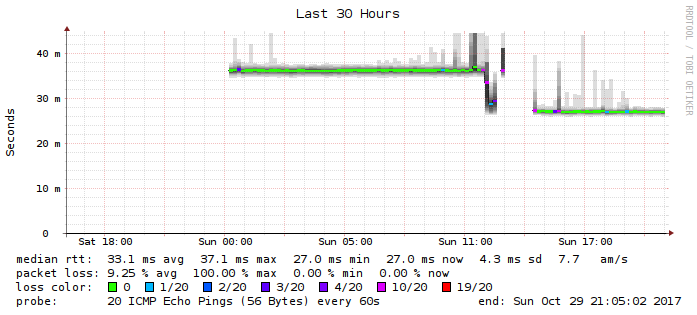 Last 30 Hours
RRDTOOL / TOBI OETIKER
Seconds
40 m
30 m
20 m
10 m
0
Sat 18:00 Sun 00:00 Sun 05:00 Sun 11:00 Sun 17:00
median rtt: 33.1 ms avg 37.1 ms max 27.0 ms min 27.0 ms now 4.3 ms sd 7.7 am/s
packet loss: 9.25 % avg 100.00 % max 0.00 % min 0.00 % now
loss color: 0 1/20 2/20 3/20 4/20 10/20 19/20
probe: 20 ICMP Echo Pings (56 Bytes) every 60s end: Sun Oct 29 21:05:02 2017